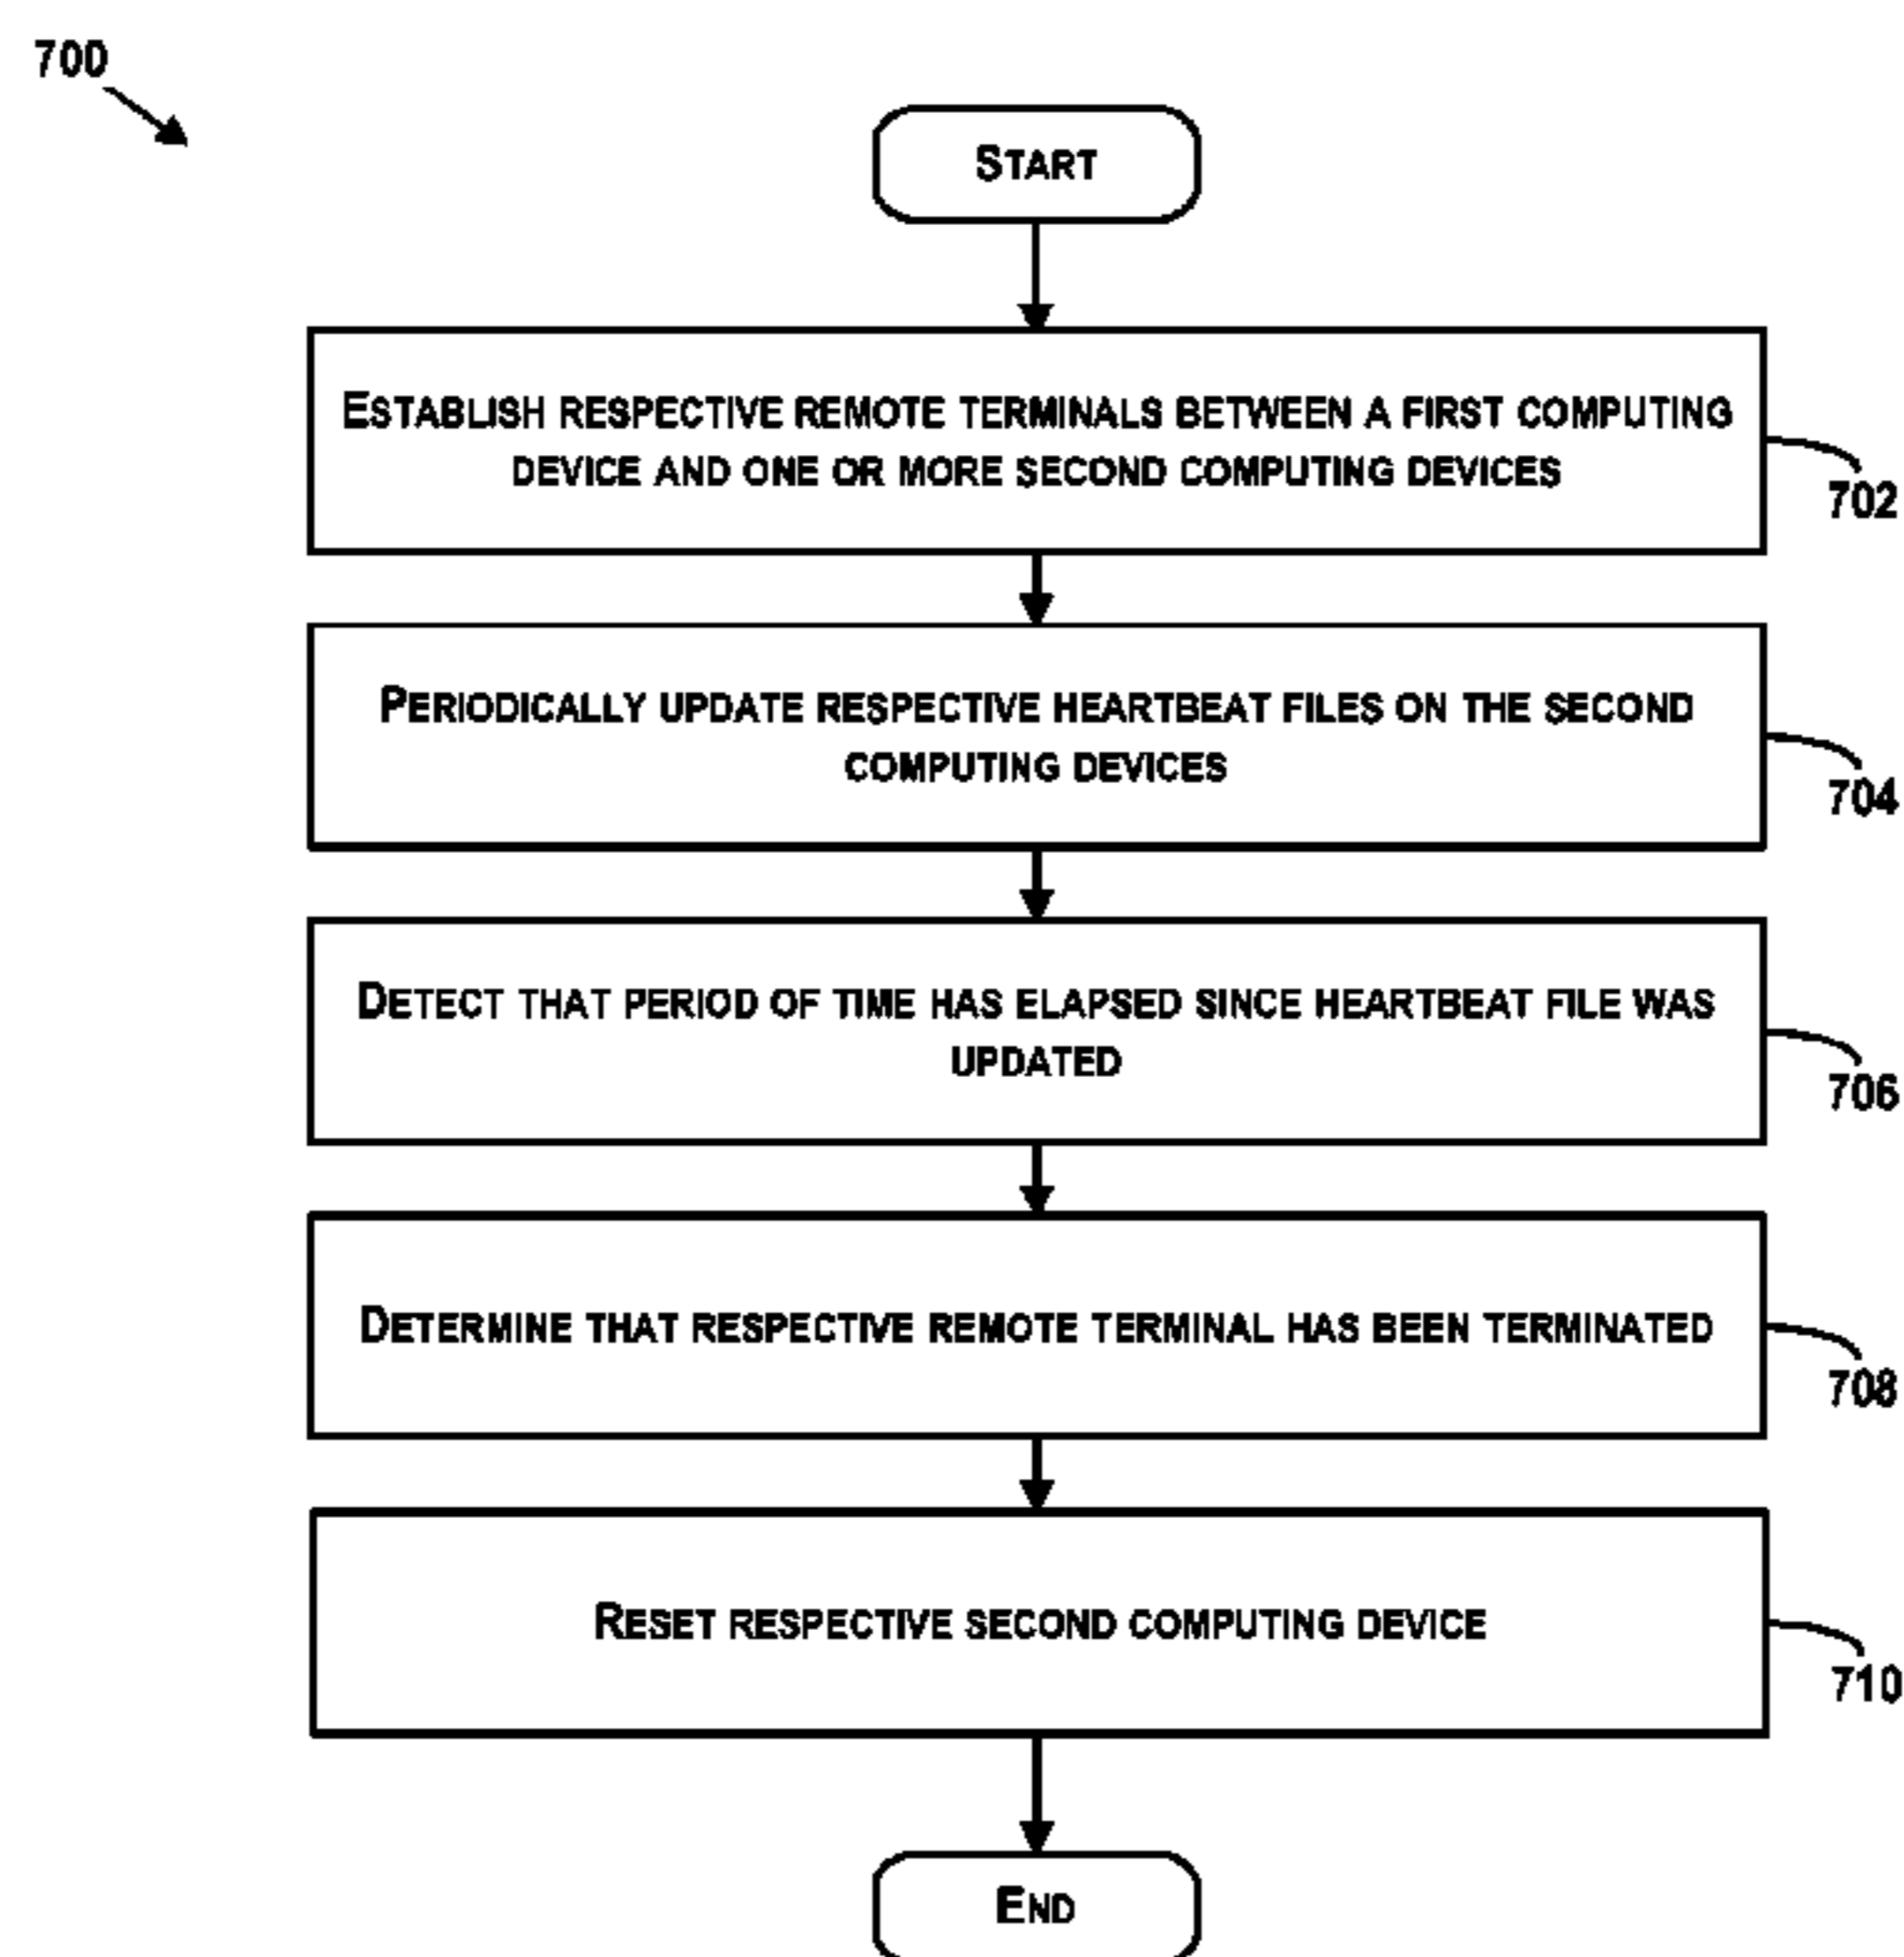 700
START
ESTABLISH RESPECTIVE REMOTE TERMINALS BETWEEN A FIRST COMPUTING
DEVICE AND ONE OR MORE SECOND COMPUTING DEVICES
702
PERIODICALLY UPDATE RESPECTIVE HEARTBEAT FILES ON THE SECOND
COMPUTING DEVICES
704
DETECT THAT PERIOD OF TIME HAS ELAPSED SINCE HEARTBEAT FILE WAS
UPDATED
706
DETERMINE THAT RESPECTIVE REMOTE TERMINAL HAS BEEN TERMINATED
708
RESET RESPECTIVE SECOND COMPUTING DEVICE
710
END